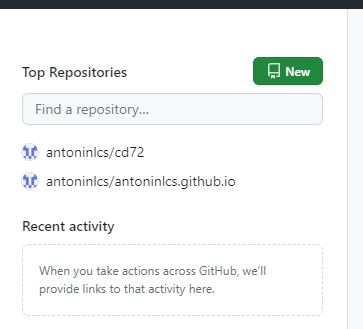 Top Repositories
New
Find a repository...
antoninlcs/cd72
antoninlcs/antoninlcs.github.io
Recent activity
When you take actions across GitHub, we'll
provide links to that activity here.